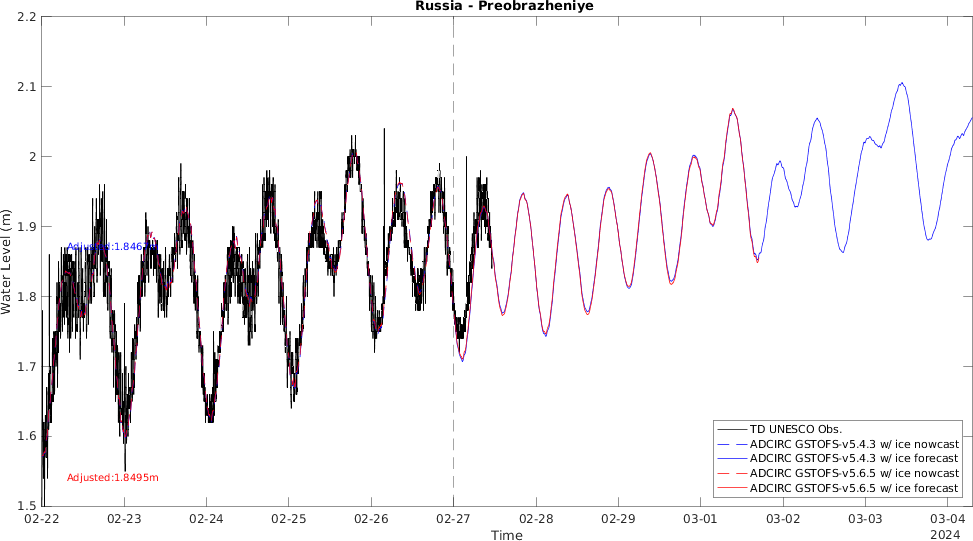 Russia - Preobrazheniye
Water Level (m)
2.2
2.1
2
1.9
1.8
1.7
1.6
1.5
Adjusted:1.8495m
02-22
02-23
02-24
02-25
02-26
02-27
02-28
02-29
03-01
03-02
03-03
03-04
2024
Time
TD UNESCO Obs.
ADCIRC GSTOFS-v5.4.3 w/ ice nowcast
ADCIRC GSTOFS-v5.4.3 w/ ice forecast
ADCIRC GSTOFS-v5.6.5 w/ ice nowcast
ADCIRC GSTOFS-v5.6.5 w/ ice forecast